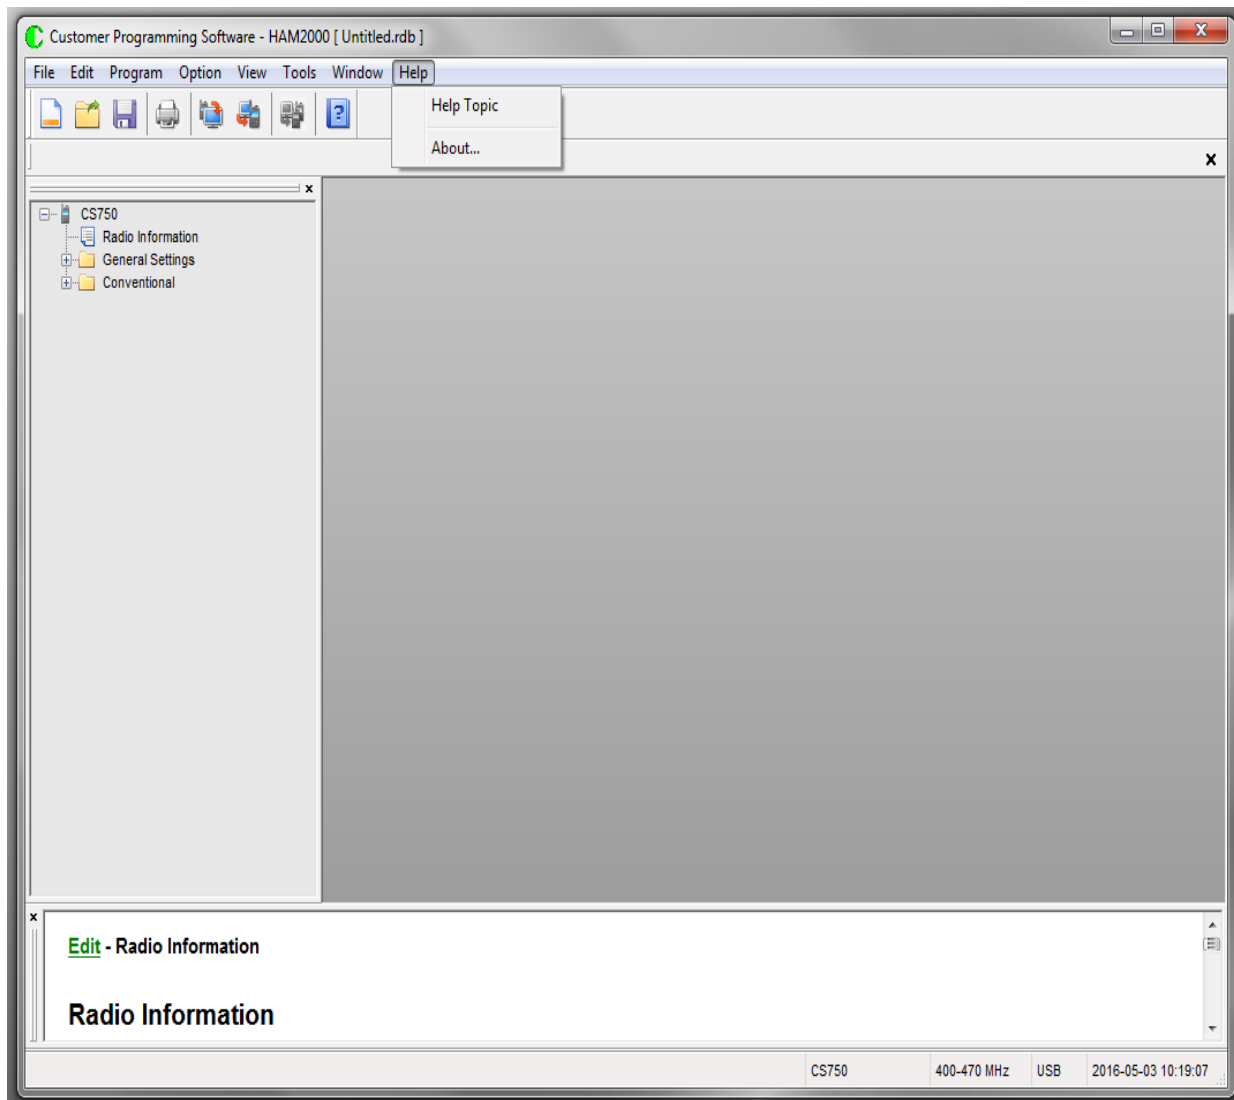 Customer Programming Software - HAM2000 [ Untitled.rdb ]
File Edit Program Option View Tools Window Help
Help Topic
About...
CS750
Radio Information
General Settings
Conventional
Edit - Radio Information
Radio Information
CS750 400-470 MHz USB 2016-05-03 10:19:07